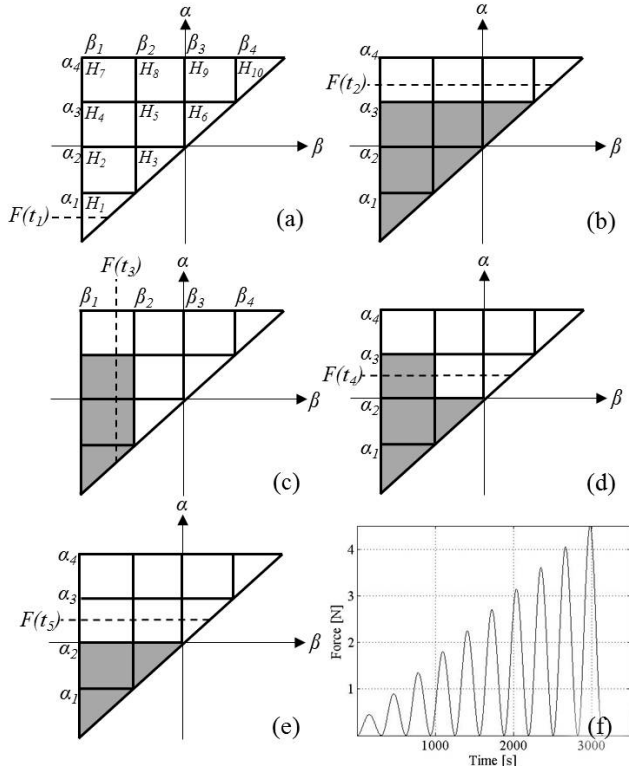 α α
β₁ β₂ β₃ β₄
α₄ H₇ H₈ H₉ H₁₀ α₄
F(t₂)
α₃ H₄ H₅ H₆ α₃
α₂ H₂ H₃ β α₂ β
α₁ H₁ α₁
F(t₁) (a) (b)
F(t₃) α α
β₁ β₂ β₃ β₄
α₄
α₃
F(t₄)
β α₂ β
α₁
(c) (d)
α
α₄
α₃
F(t₅)
α₂ β
α₁
(e)
4
3
2
1
Force [N]
1000 2000 3000
Time [s]
(f)